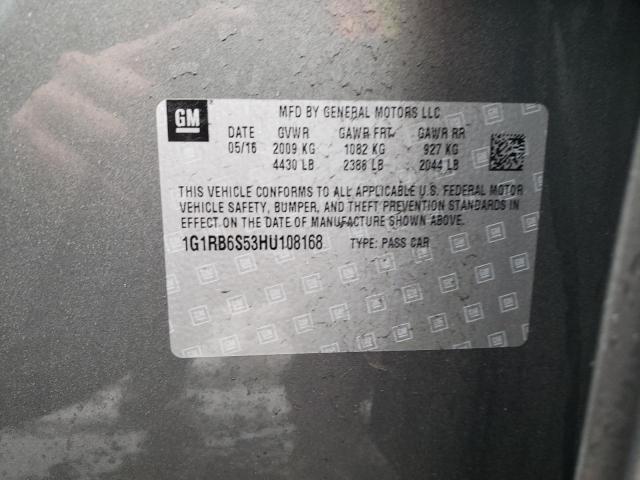 GM
MFD BY GENERAL MOTORS LLC
DATE GVWR GAWR FRT GAWR RR
05/16 2009 KG 1082 KG 927 KG
4430 LB 2386 LB 2044 LB
THIS VEHICLE CONFORMS TO ALL APPLICABLE U.S. FEDERAL MOTOR
VEHICLE SAFETY, BUMPER, AND THEFT PREVENTION STANDARDS
IN EFFECT ON THE DATE OF MANUFACTURE SHOWN ABOVE.
1G1RB6S53HU108168 TYPE: PASS CAR